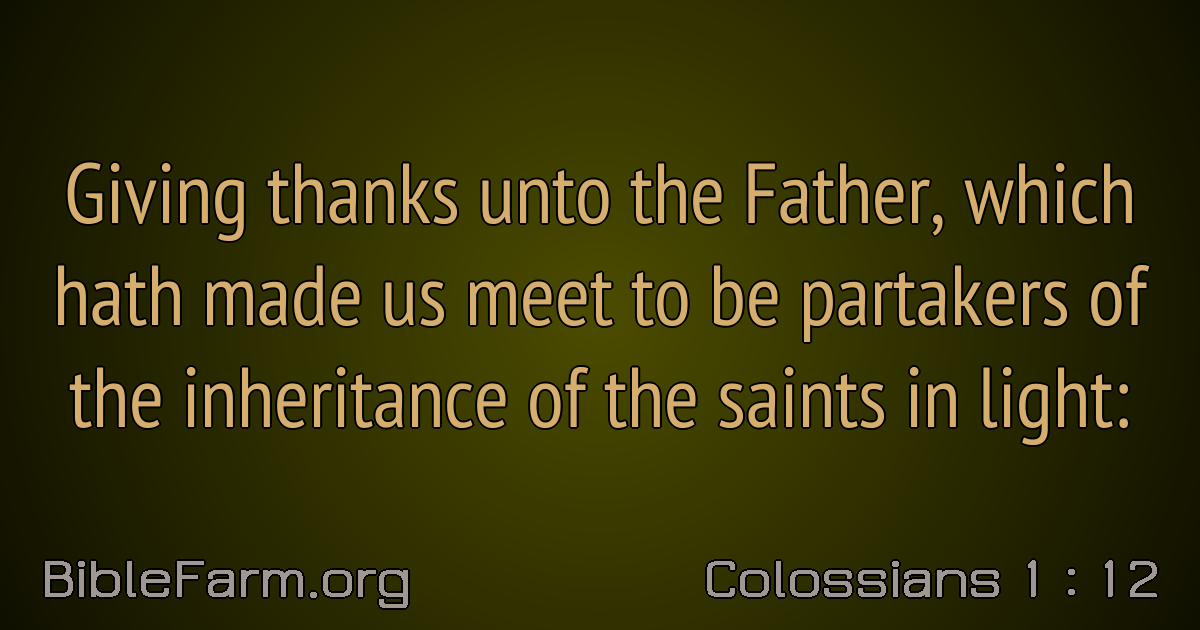 Giving thanks unto the Father, which
hath made us meet to be partakers of
the inheritance of the saints in light:
BibleFarm.org
Colossians 1 : 12